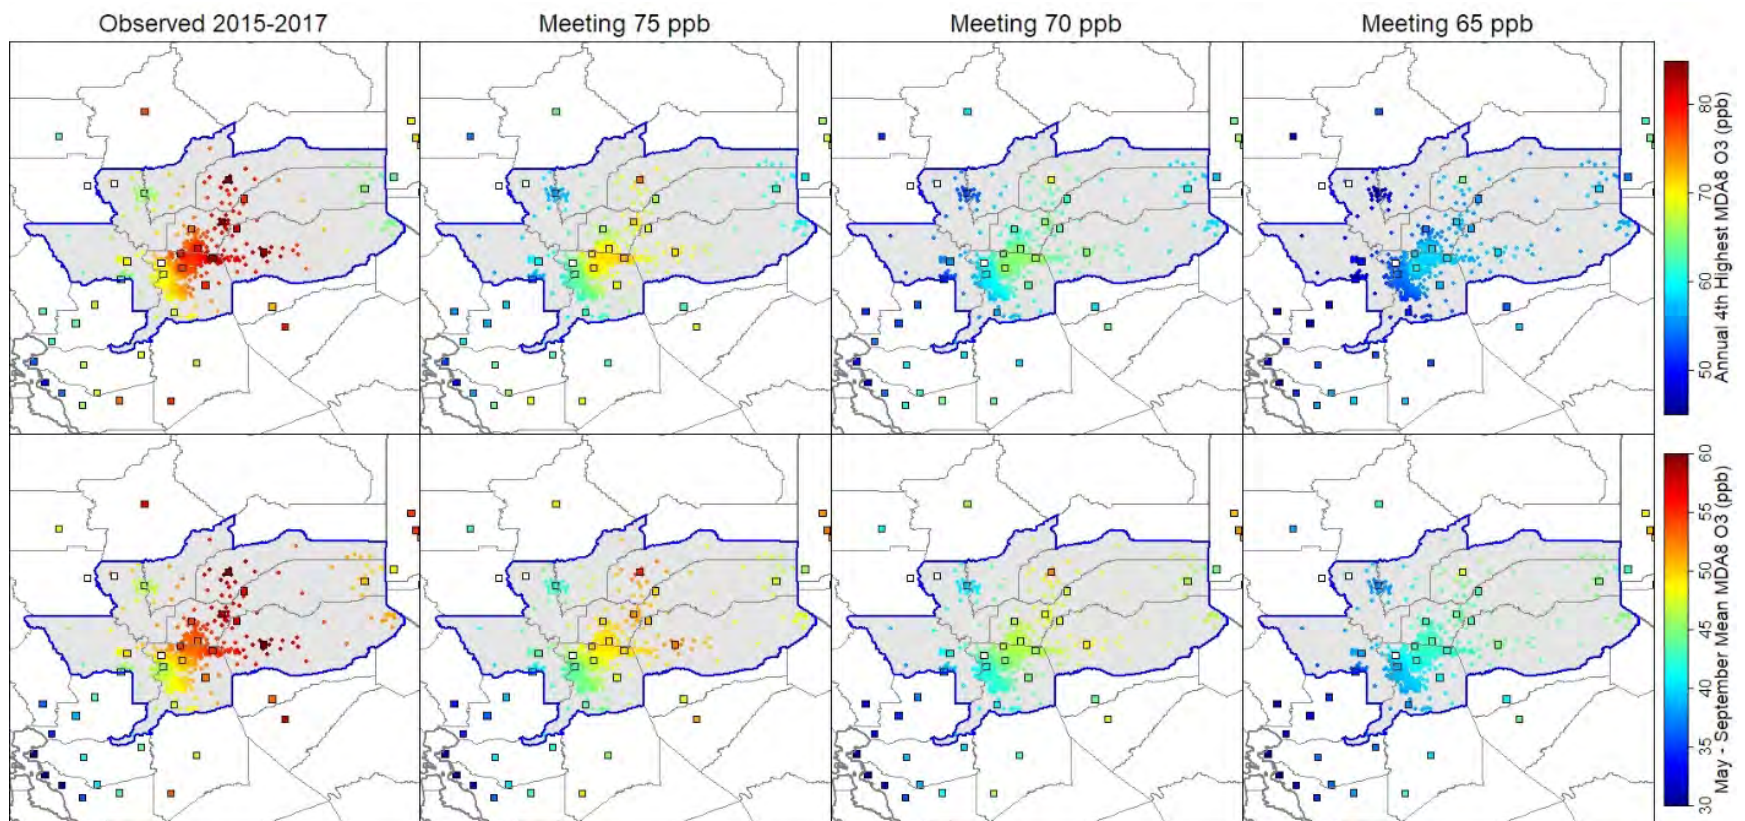 Observed 2015-2017
Meeting 75 ppb
Meeting 70 ppb
Meeting 65 ppb
80
70
60
50
Annual 4th Highest MDA8 O3 (ppb)
60
55
50
45
40
35
30
May - September Mean MDA8 O3 (ppb)